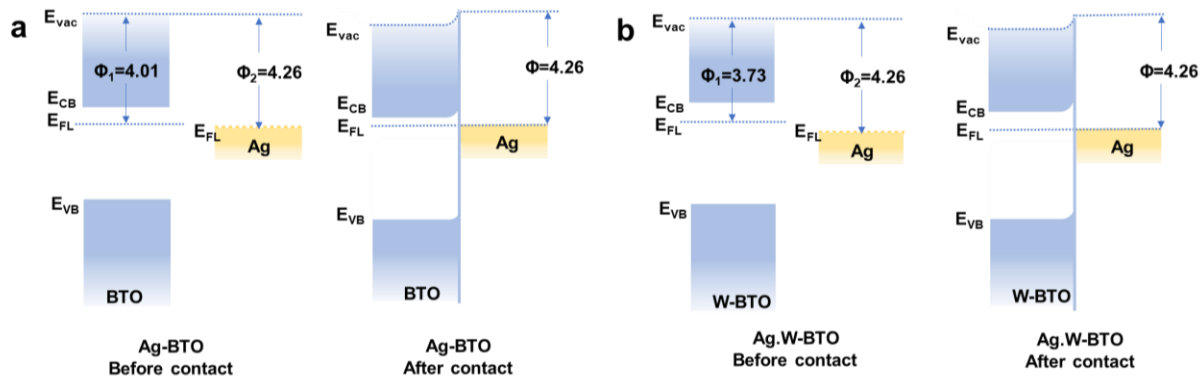 a
E_vac
Φ₁=4.01
Φ₂=4.26
E_CB
E_FL
E_FL
Ag
E_VB
BTO
Ag-BTO
Before contact
E_vac
Φ=4.26
E_CB
E_FL
Ag
E_VB
BTO
Ag-BTO
After contact
b
E_vac
Φ₁=3.73
Φ₂=4.26
E_CB
E_FL
E_FL
Ag
E_VB
W-BTO
Ag.W-BTO
Before contact
E_vac
Φ=4.26
E_CB
E_FL
Ag
E_VB
W-BTO
Ag.W-BTO
After contact